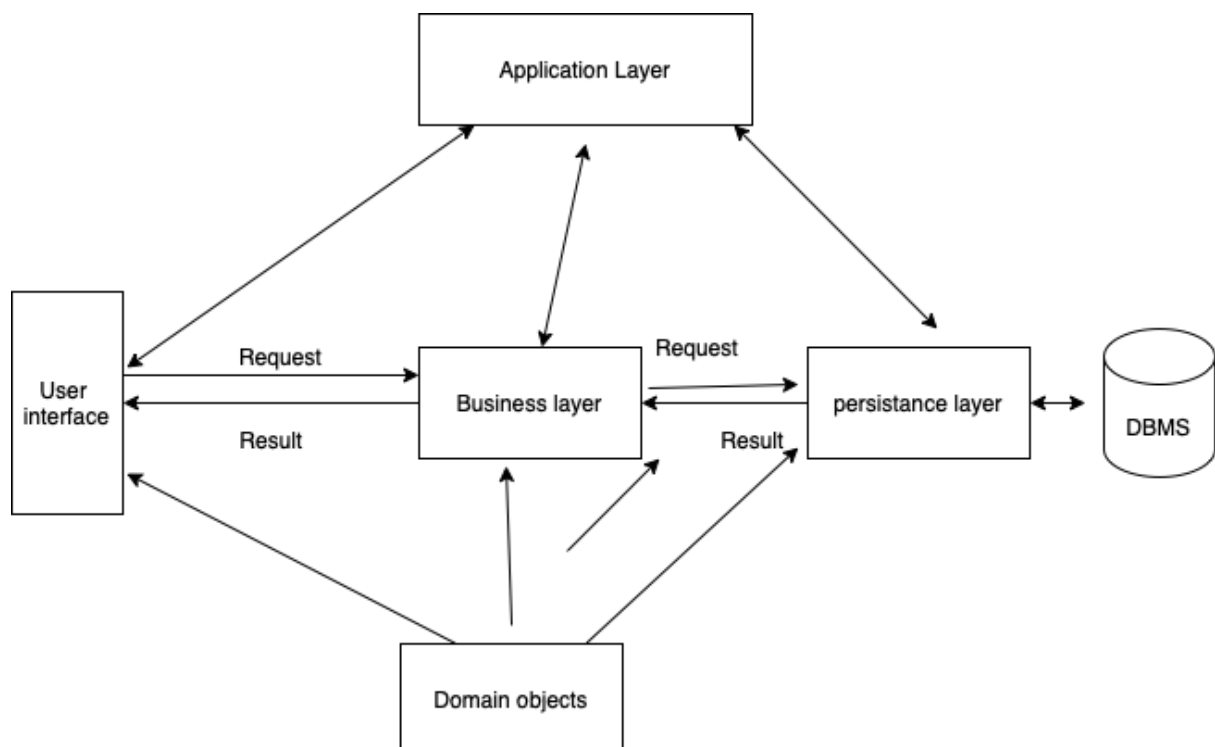 Application Layer
Request
Request
User
interface
Business layer
persistance layer
DBMS
Result
Result
Domain objects